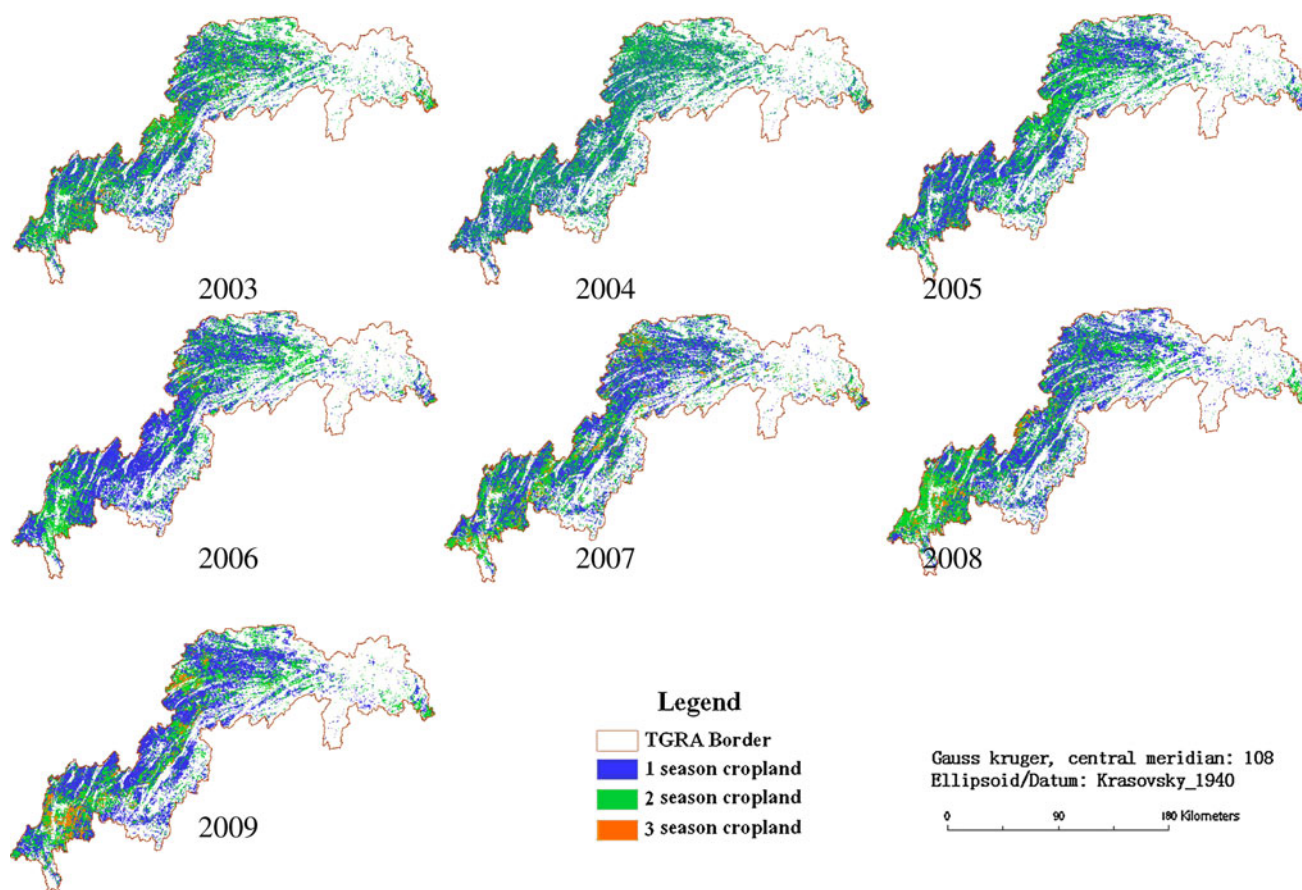 2003
2004
2005
2006
2007
2008
2009
Legend
TGRA Border
1 season cropland
2 season cropland
3 season cropland
Gauss kruger, central meridian: 108
Ellipsoid/Datum: Krasovsky_1940
0 90 180 Kilometers